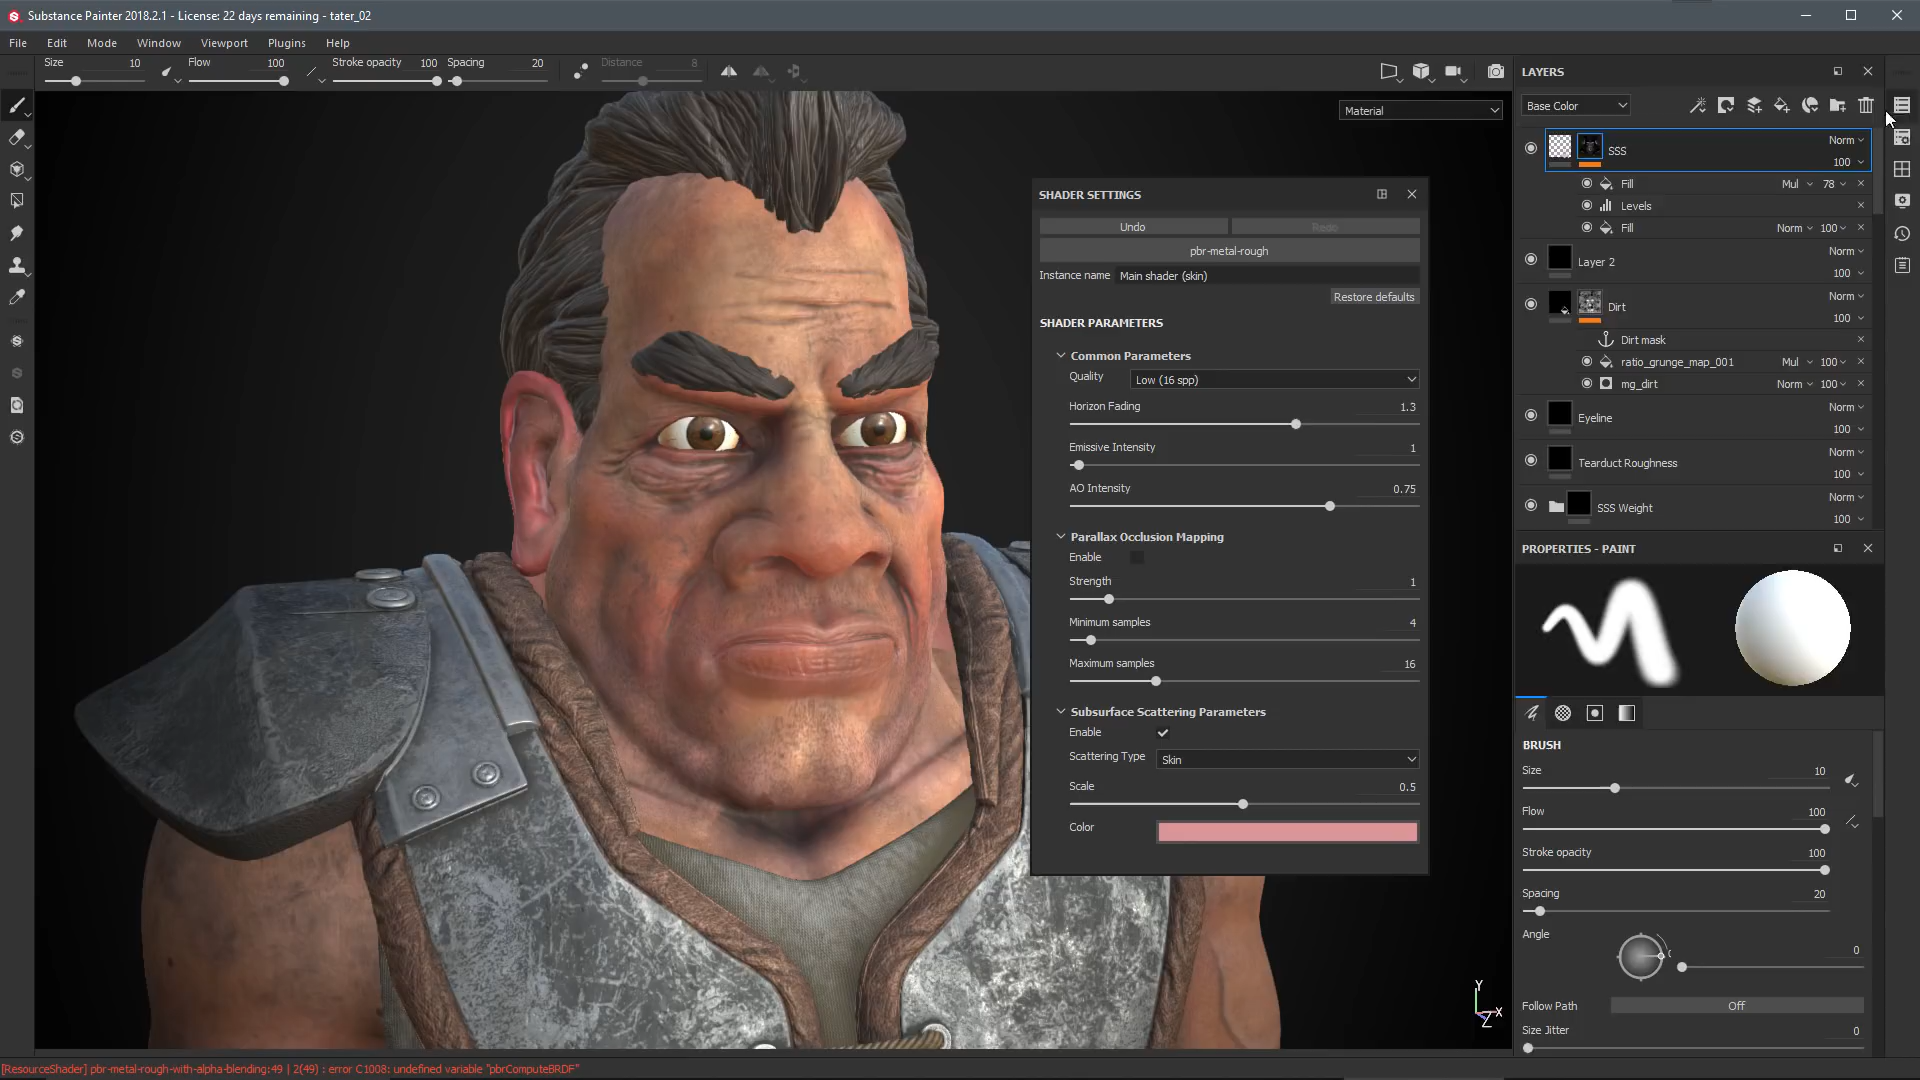 Substance Painter 2018.2.1 - License: 22 days remaining - tater_02
File Edit Mode Window Viewport Plugins Help
Size 10 Flow 100 Stroke opacity 100 Spacing 20 Distance 8
Material
SHADER SETTINGS
Undo Redo
pbr-metal-rough
Instance name Main shader (skin)
Restore defaults
SHADER PARAMETERS
Common Parameters
Quality Low (16 spp)
Horizon Fading 1.3
Emissive Intensity 1
AO Intensity 0.75
Parallax Occlusion Mapping
Enable
Strength 1
Minimum samples 4
Maximum samples 16
Subsurface Scattering Parameters
Enable
Scattering Type Skin
Scale 0.5
Color
Y
X
Z
LAYERS
Base Color
SSS Norm
100
Fill Mul 78
Levels
Fill Norm 100
Layer 2 Norm
100
Dirt Norm
100
Dirt mask
ratio_grunge_map_001 Mul 100
mg_dirt Norm 100
Eyeline Norm
100
Tearduct Roughness Norm
100
SSS Weight Norm
100
PROPERTIES - PAINT
BRUSH
Size 10
Flow 100
Stroke opacity 100
Spacing 20
Angle 0
Follow Path Off
Size Jitter 0
[ResourceShader] pbr-metal-rough-with-alpha-blending:49 | 2(49) : error C1008: undefined variable "pbrComputeBRDF"